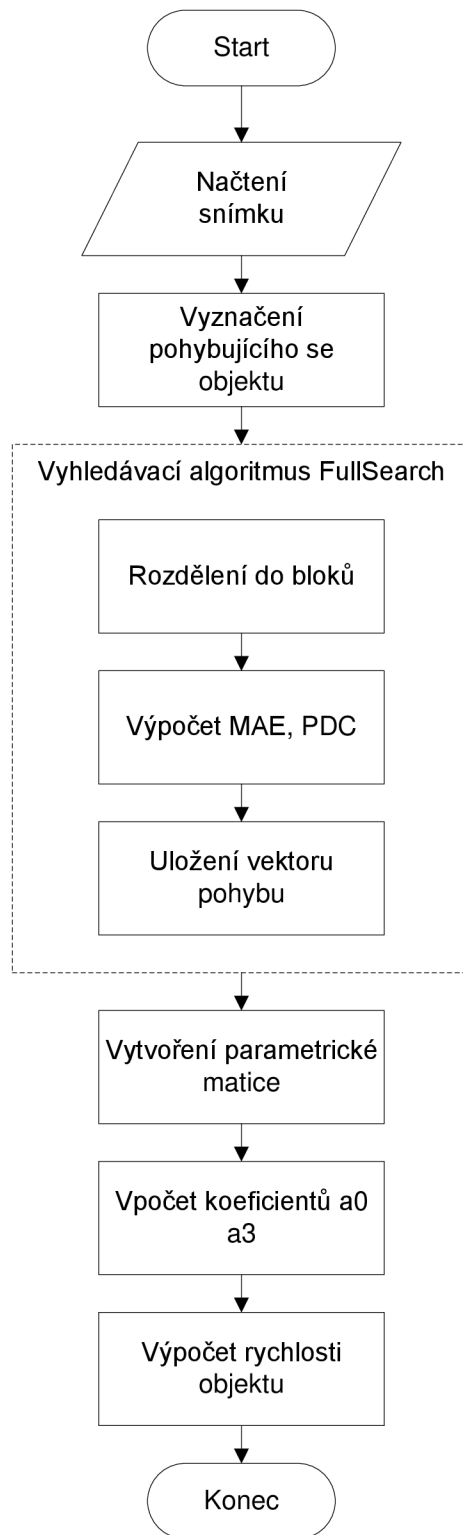 Start
Načtení
snímku
Vyznačení
pohybujícího se
objektu
Vyhledávací algoritmus FullSearch
Rozdělení do bloků
Výpočet MAE, PDC
Uložení vektoru
pohybu
Vytvoření parametrické
matice
Vpočet koeficientů a0
a3
Výpočet rychlosti
objektu
Konec